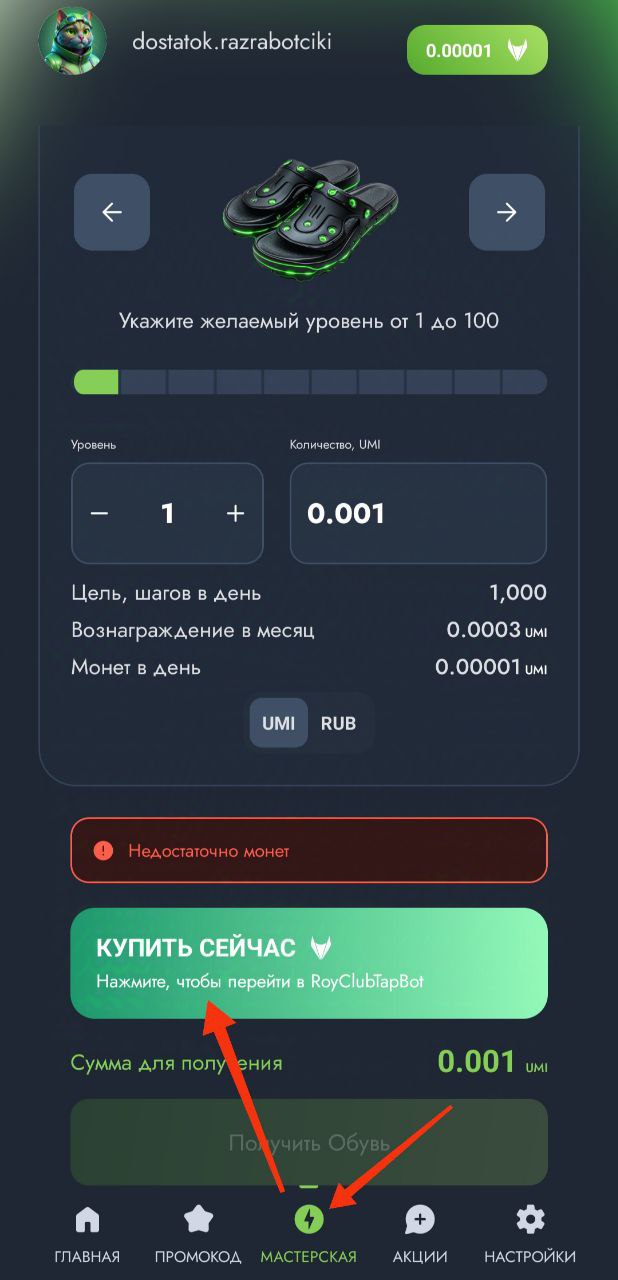 dostatok.razrabotciki
0.00001
Укажите желаемый уровень от 1 до 100
Уровень
Количество, UMI
− 1 +
0.001
Цель, шагов в день 1,000
Вознаграждение в месяц 0.0003 UMI
Монет в день 0.00001 UMI
UMI RUB
Недостаточно монет
КУПИТЬ СЕЙЧАС
Нажмите, чтобы перейти в RoyClubTapBot
Сумма для получения 0.001 UMI
Получить Обувь
ГЛАВНАЯ ПРОМОКОД МАСТЕРСКАЯ АКЦИИ НАСТРОЙКИ